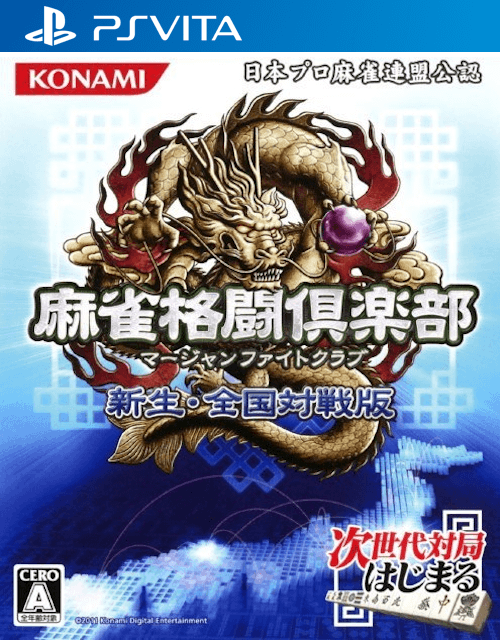 PSVITA
KONAMI
日本プロ麻雀連盟公認
麻雀格闘倶楽部
マージャンファイトクラブ
新生・全国対戦版
次世代対局
はじまる
CERO
A
全年齢対象
©2011 Konami Digital Entertainment